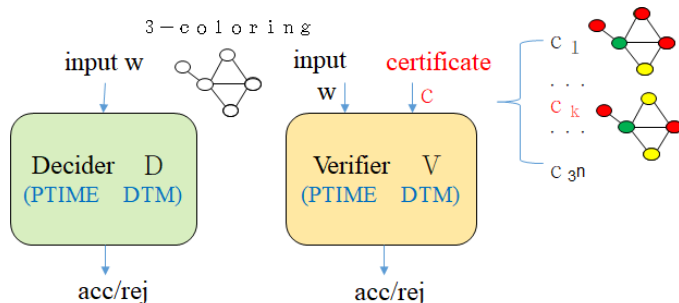 3-coloring
input w
input
w
certificate
C
Decider D
(PTIME DTM)
Verifier V
(PTIME DTM)
acc/rej
acc/rej
C 1
...
C k
...
C 3n